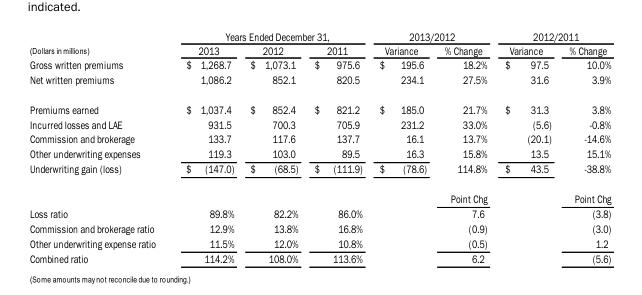 indicated.
Years Ended December 31, 2013/2012 2012/2011
(Dollars in millions) 2013 2012 2011 Variance % Change Variance % Change
Gross written premiums $ 1,268.7 $ 1,073.1 $ 975.6 $ 195.6 18.2% $ 97.5 10.0%
Net written premiums 1,086.2 852.1 820.5 234.1 27.5% 31.6 3.9%
Premiums earned $ 1,037.4 $ 852.4 $ 821.2 $ 185.0 21.7% $ 31.3 3.8%
Incurred losses and LAE 931.5 700.3 705.9 231.2 33.0% (5.6) -0.8%
Commission and brokerage 133.7 117.6 137.7 16.1 13.7% (20.1) -14.6%
Other underwriting expenses 119.3 103.0 89.5 16.3 15.8% 13.5 15.1%
Underwriting gain (loss) $ (147.0) $ (68.5) $ (111.9) $ (78.6) 114.8% $ 43.5 -38.8%
Point Chg Point Chg
Loss ratio 89.8% 82.2% 86.0% 7.6 (3.8)
Commission and brokerage ratio 12.9% 13.8% 16.8% (0.9) (3.0)
Other underwriting expense ratio 11.5% 12.0% 10.8% (0.5) 1.2
Combined ratio 114.2% 108.0% 113.6% 6.2 (5.6)
(Some amounts may not reconcile due to rounding.)